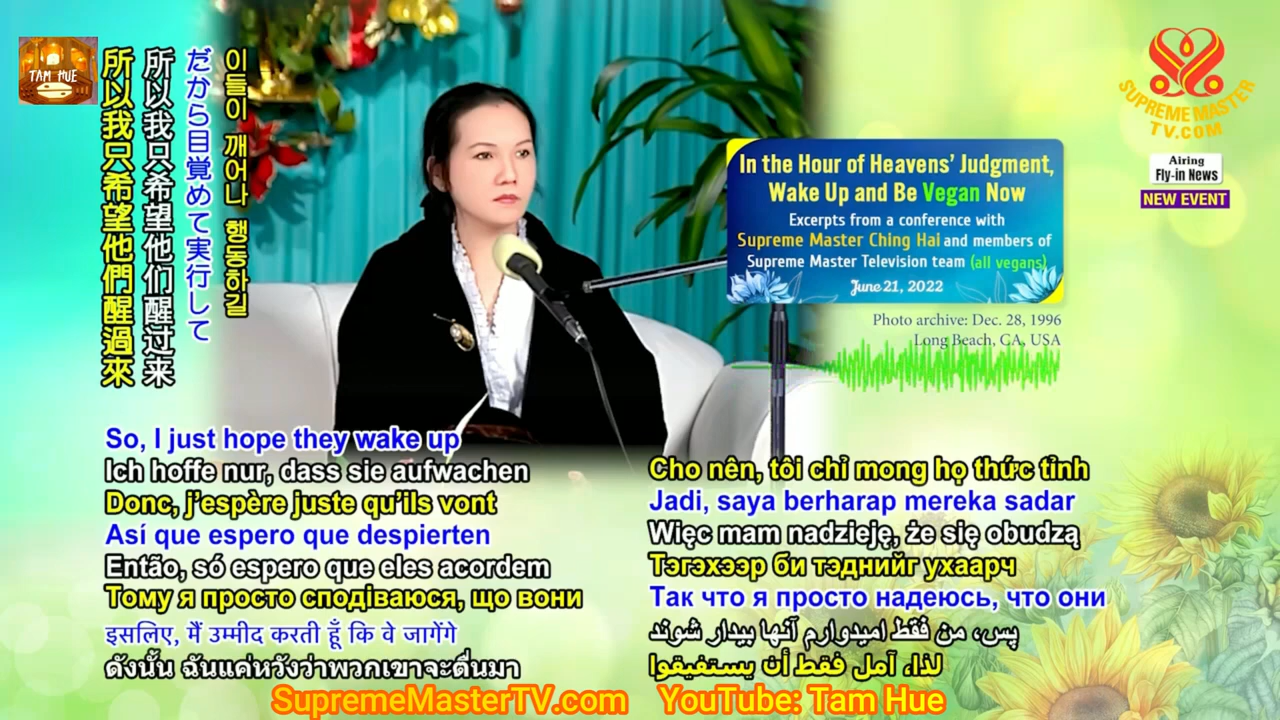 TAM HUE
所以我只希望他們醒過來
所以我只希望他们醒过来
だから目覚めて実行して
이들이 깨어나 행동하길
SUPREME MASTER
TV.COM
Airing
Fly-in News
NEW EVENT
In the Hour of Heavens' Judgment,
Wake Up and Be Vegan Now
Excerpts from a conference with
Supreme Master Ching Hai and members of
Supreme Master Television team (all vegans)
June 21, 2022
Photo archive: Dec. 28, 1996
Long Beach, CA, USA
So, I just hope they wake up
Ich hoffe nur, dass sie aufwachen
Donc, j'espère juste qu'ils vont
Así que espero que despierten
Então, só espero que eles acordem
Тому я просто сподіваюся, що вони
इसलिए, मैं उम्मीद करती हूँ कि वे जागेंगे
ดังนั้น ฉันแค่หวังว่าพวกเขาจะตื่นมา
Cho nên, tôi chỉ mong họ thức tỉnh
Jadi, saya berharap mereka sadar
Więc mam nadzieję, że się obudzą
Тэгэхээр би тэднийг ухаарч
Так что я просто надеюсь, что они
پس، من فقط امیدوارم آنها بیدار شوند
لذا، آمل فقط أن يستفيقوا
SupremeMasterTV.com YouTube: Tam Hue